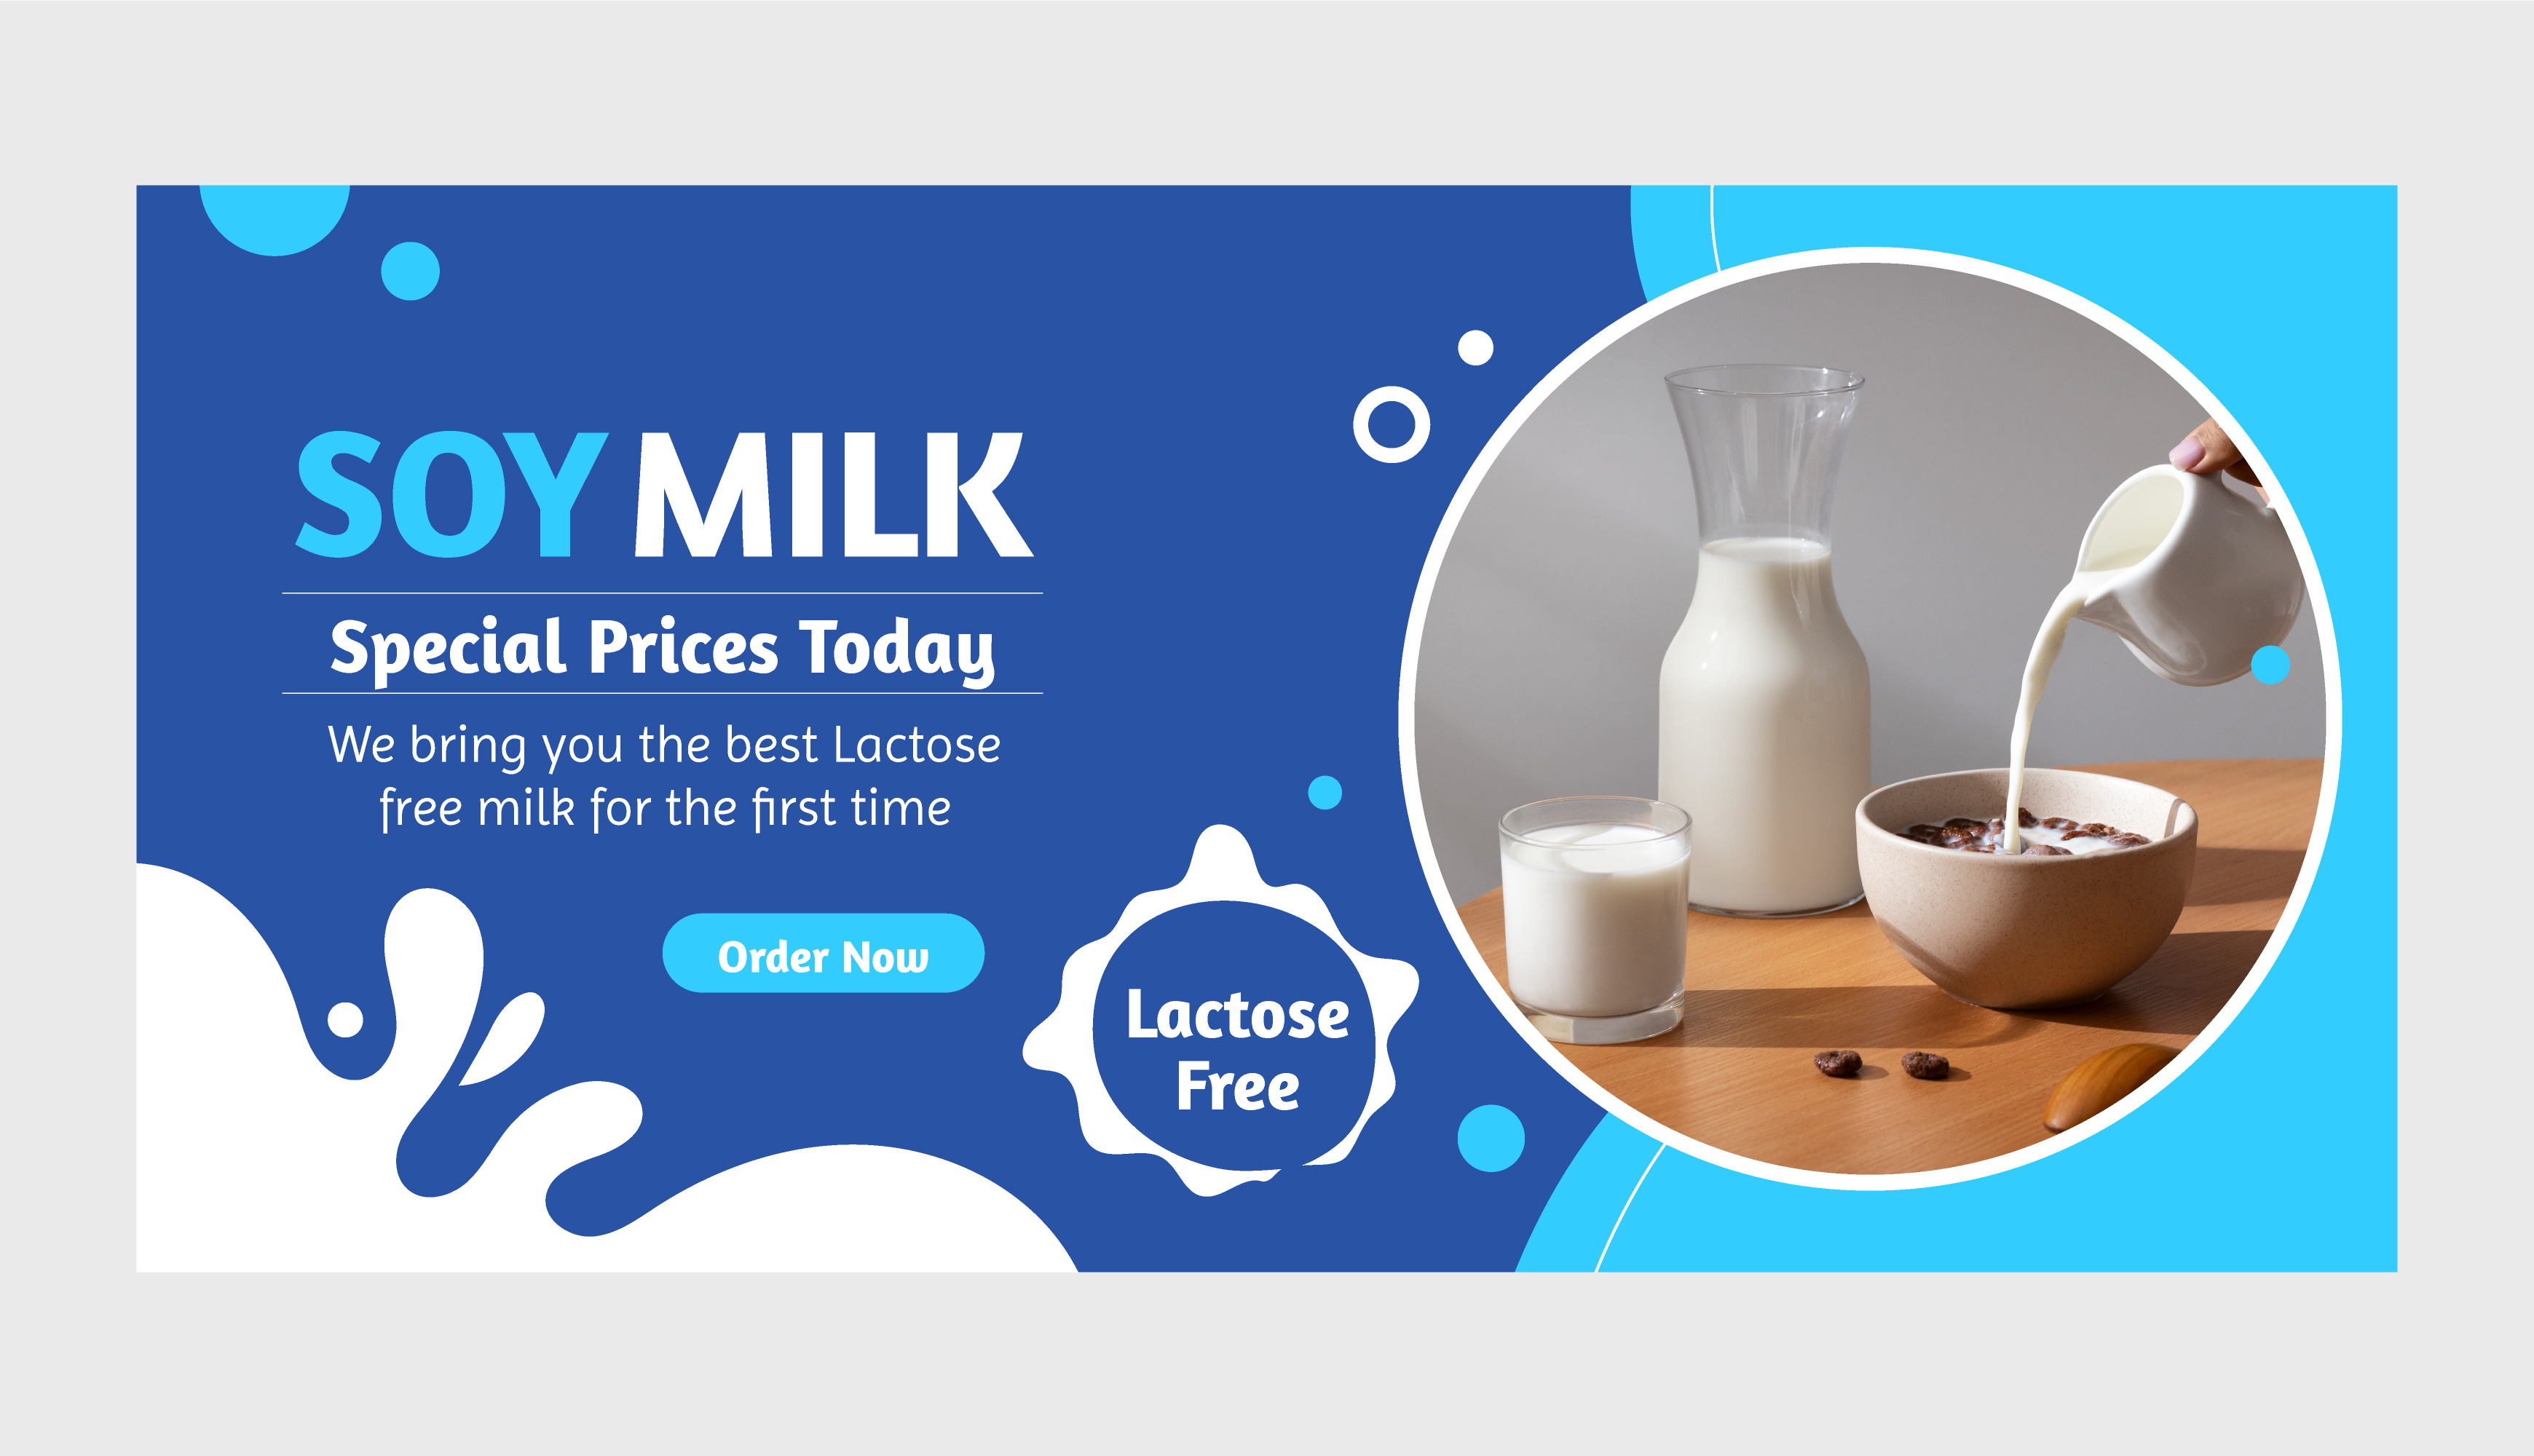 SOY MILK
Special Prices Today
We bring you the best Lactose
free milk for the first time
Order Now
Lactose
Free